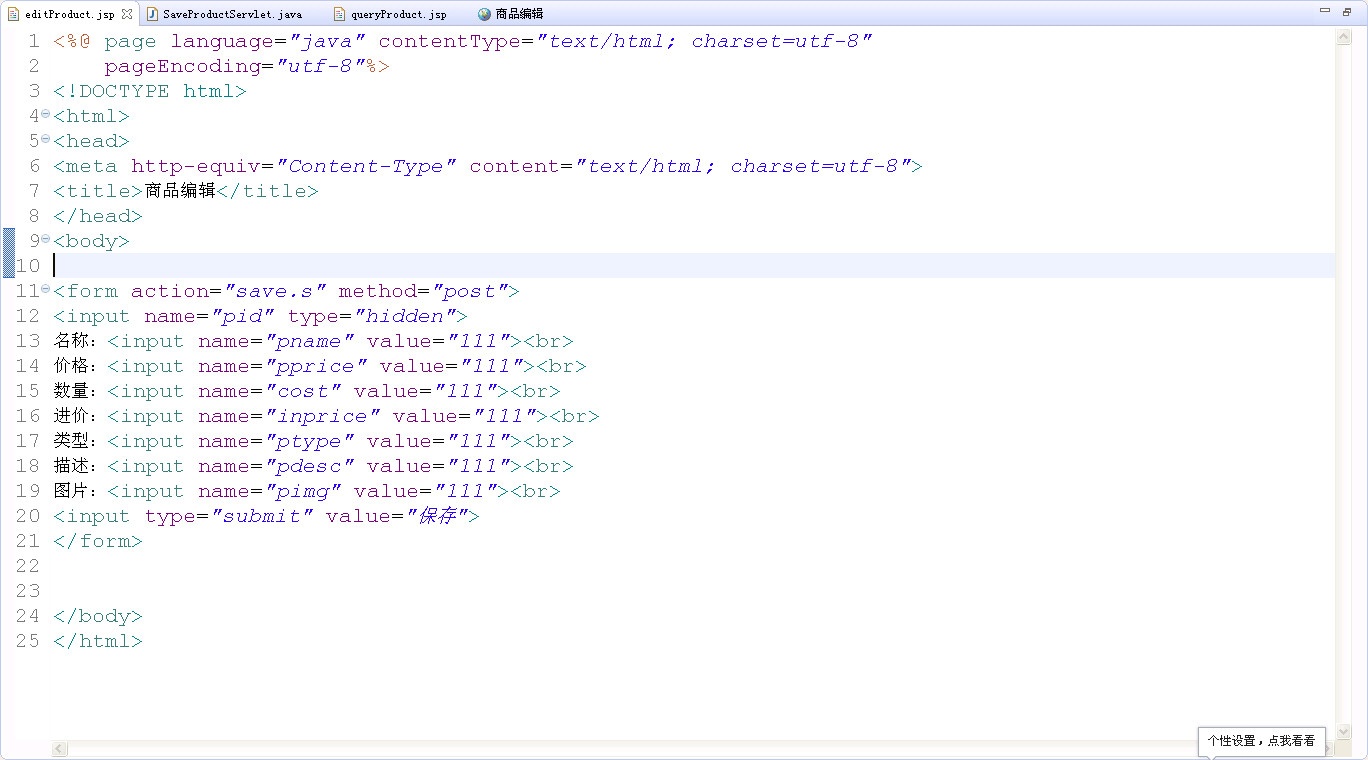 editProduct.jsp SaveProductServlet.java queryProduct.jsp 商品编辑
1 <%@ page language="java" contentType="text/html; charset=utf-8"
2     pageEncoding="utf-8"%>
3 <!DOCTYPE html>
4 <html>
5 <head>
6 <meta http-equiv="Content-Type" content="text/html; charset=utf-8">
7 <title>商品编辑</title>
8 </head>
9 <body>
10
11 <form action="save.s" method="post">
12 <input name="pid" type="hidden">
13 名称：<input name="pname" value="111"><br>
14 价格：<input name="pprice" value="111"><br>
15 数量：<input name="cost" value="111"><br>
16 进价：<input name="inprice" value="111"><br>
17 类型：<input name="ptype" value="111"><br>
18 描述：<input name="pdesc" value="111"><br>
19 图片：<input name="pimg" value="111"><br>
20 <input type="submit" value="保存">
21 </form>
22
23
24 </body>
25 </html>
个性设置，点我看看